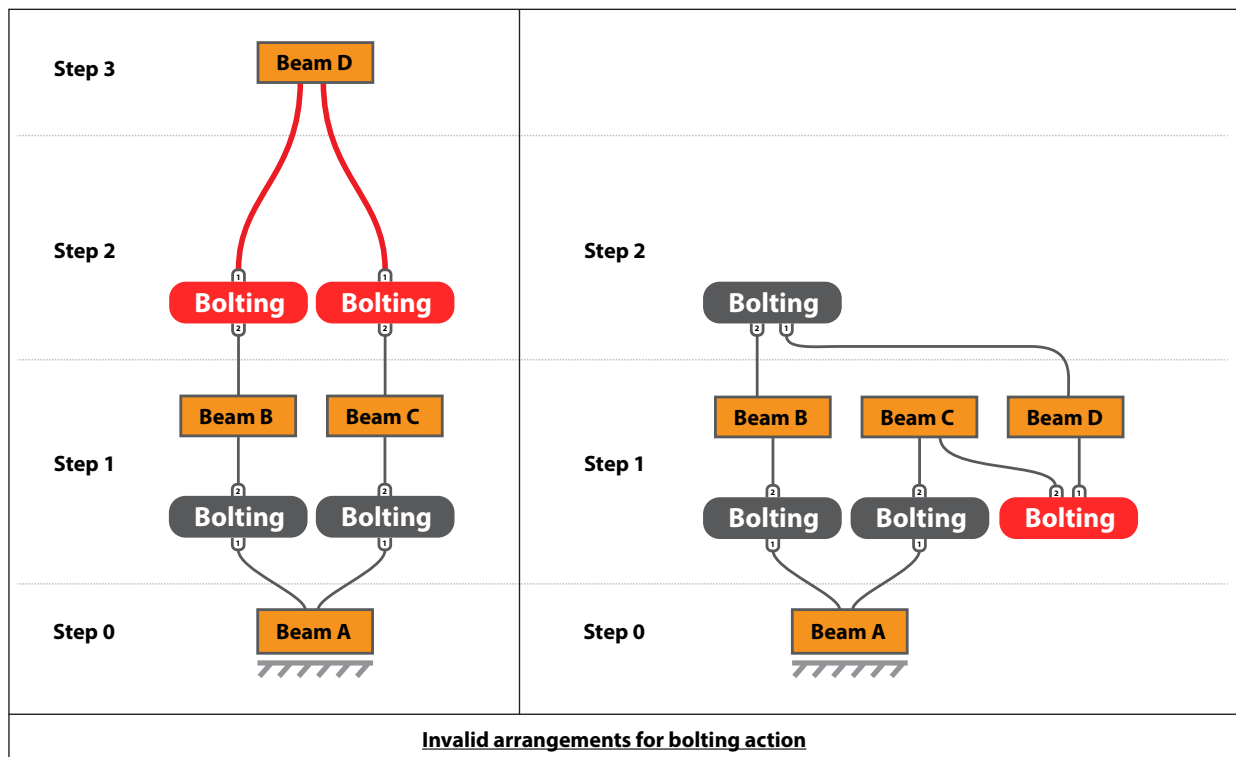 Step 3
Beam D
Step 2
1
1
Bolting
Bolting
2
2
Beam B
Beam C
Step 1
2
2
Bolting
Bolting
1
1
Step 0
Beam A
Step 2
Bolting
2
1
Beam B
Beam C
Beam D
Step 1
2
2
2
1
Bolting
Bolting
Bolting
1
1
Step 0
Beam A
Invalid arrangements for bolting action